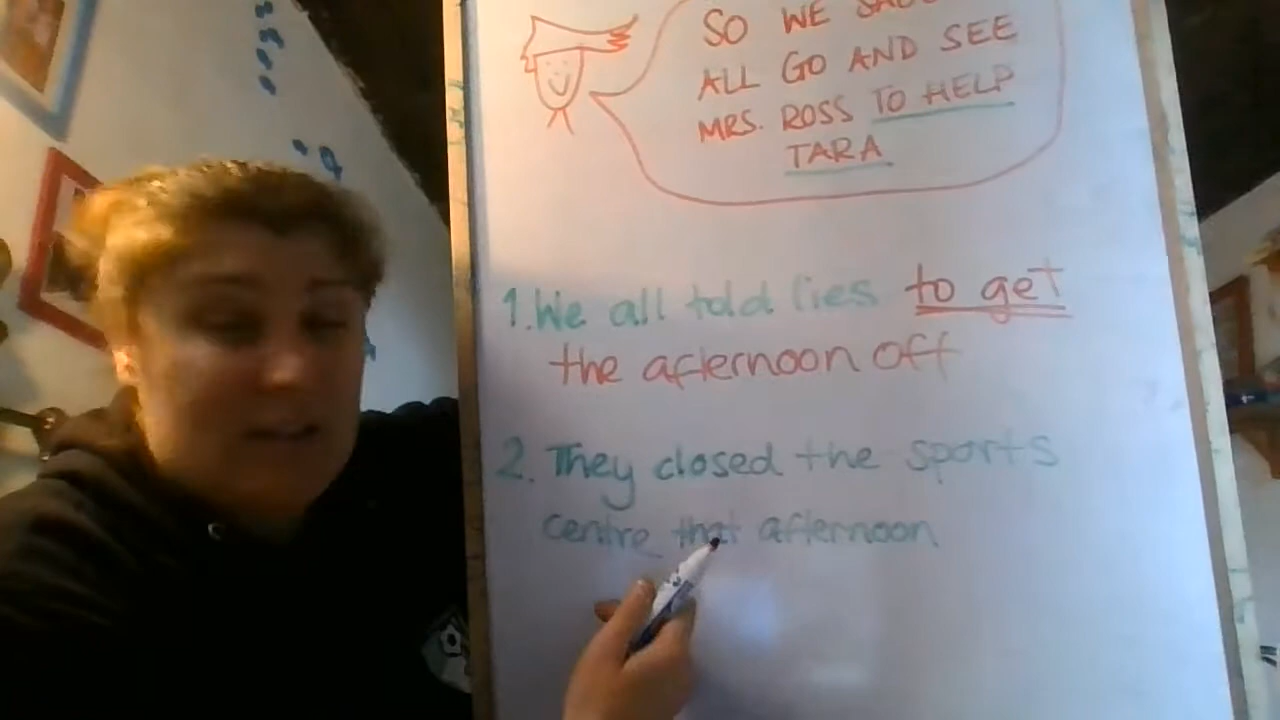 SO WE
ALL GO AND SEE
MRS. ROSS TO HELP
TARA
1. We all told lies to get
the afternoon off
2. They closed the sports
centre that afternoon